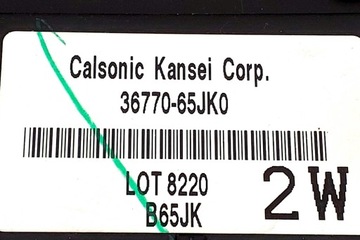 Calsonic Kansei Corp.
36770-65JK0
LOT 8220
B65JK
2W